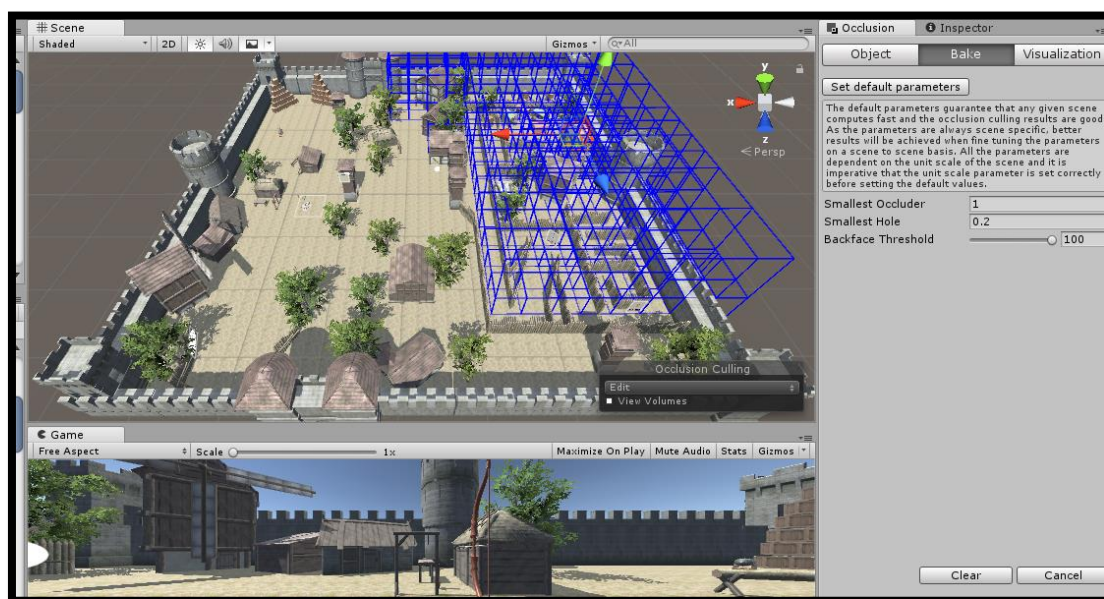 Scene
Shaded 2D Gizmos All
y
x
z
Persp
Occlusion Culling
Edit
View Volumes
Game
Free Aspect Scale 1x Maximize On Play Mute Audio Stats Gizmos
Occlusion Inspector
Object Bake Visualization
Set default parameters
The default parameters guarantee that any given scene
computes fast and the occlusion culling results are good
As the parameters are always scene specific, better
results will be achieved when fine tuning the parameters
on a scene to scene basis. All the parameters are
dependent on the unit scale of the scene and it is
imperative that the unit scale parameter is set correctly
before setting the default values.
Smallest Occluder 1
Smallest Hole 0.2
Backface Threshold 100
Clear Cancel